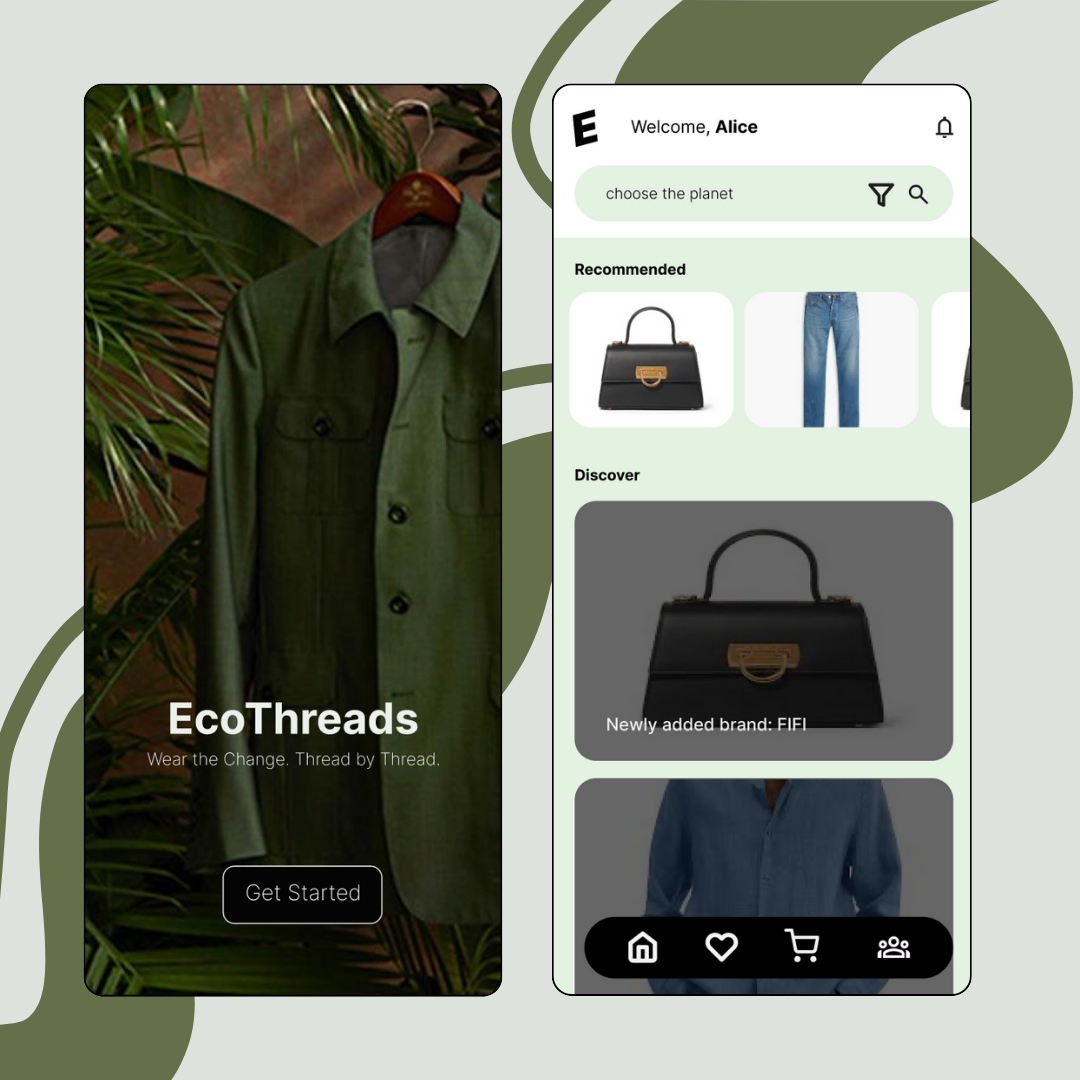 EcoThreads
Wear the Change. Thread by Thread.
Get Started
E
Welcome, Alice
choose the planet
Recommended
Discover
Newly added brand: FIFI